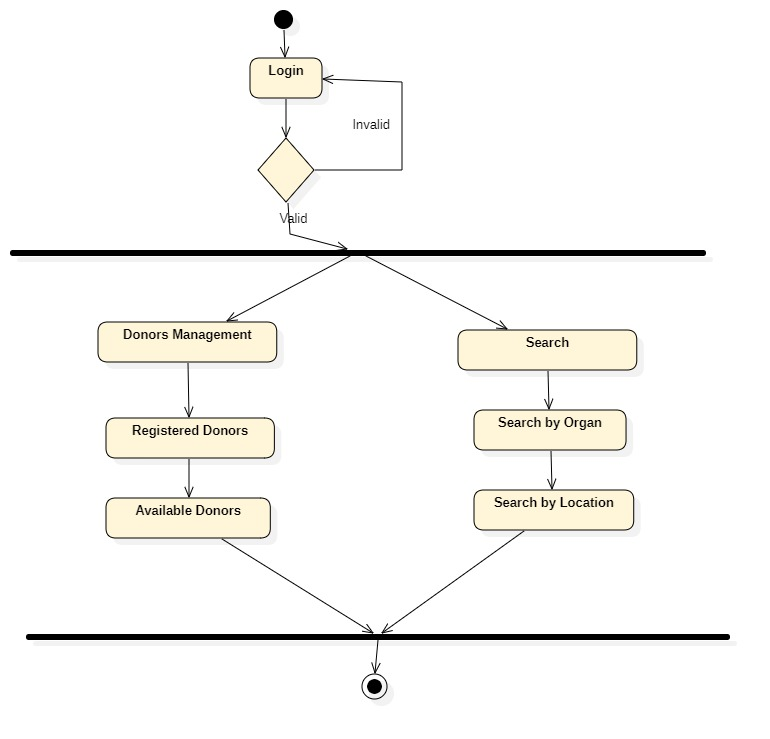 Login
Invalid
Valid
Donors Management
Search
Registered Donors
Search by Organ
Available Donors
Search by Location